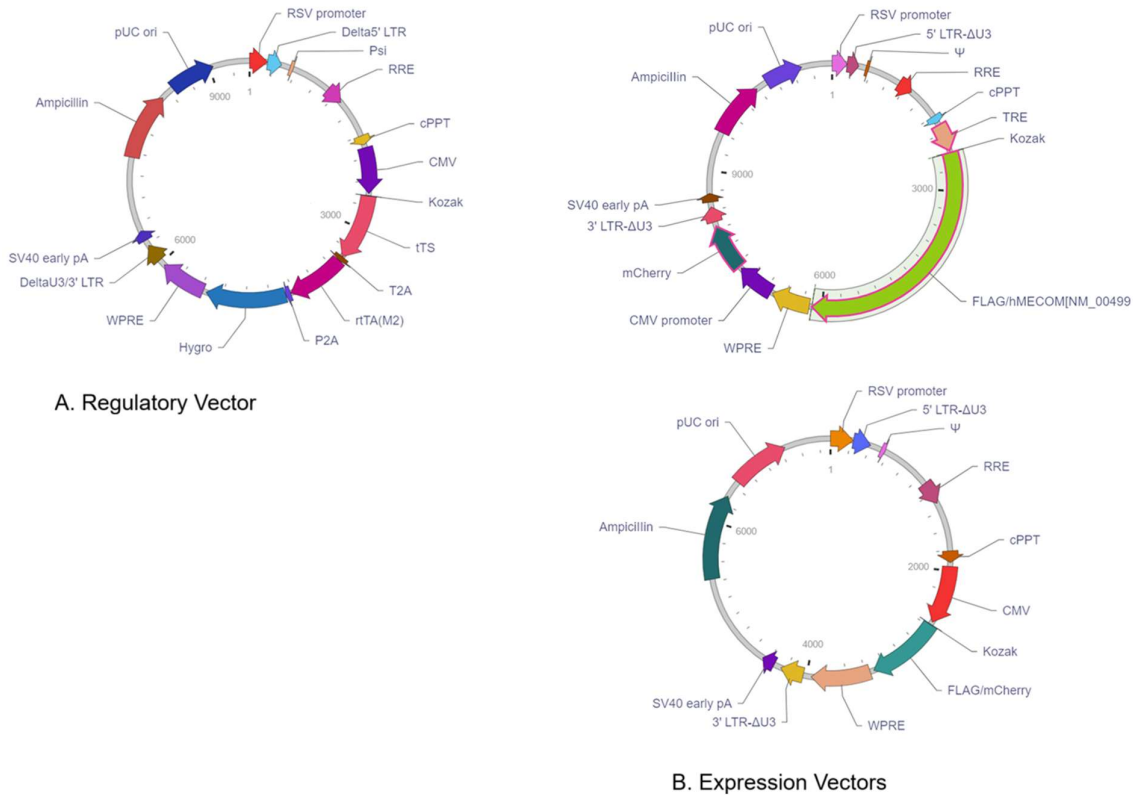 RSV promoter
Delta5' LTR
Psi
RRE
cPPT
CMV
Kozak
tTS
T2A
rtTA(M2)
P2A
Hygro
WPRE
DeltaU3/3' LTR
SV40 early pA
Ampicillin
pUC ori
1
3000
6000
9000
A. Regulatory Vector
RSV promoter
5' LTR-ΔU3
Ψ
RRE
cPPT
TRE
Kozak
FLAG/hMECOM[NM_00499
WPRE
CMV promoter
mCherry
3' LTR-ΔU3
SV40 early pA
Ampicillin
pUC ori
1
3000
6000
9000
RSV promoter
5' LTR-ΔU3
Ψ
RRE
cPPT
CMV
Kozak
FLAG/mCherry
WPRE
3' LTR-ΔU3
SV40 early pA
Ampicillin
pUC ori
1
2000
4000
6000
B. Expression Vectors